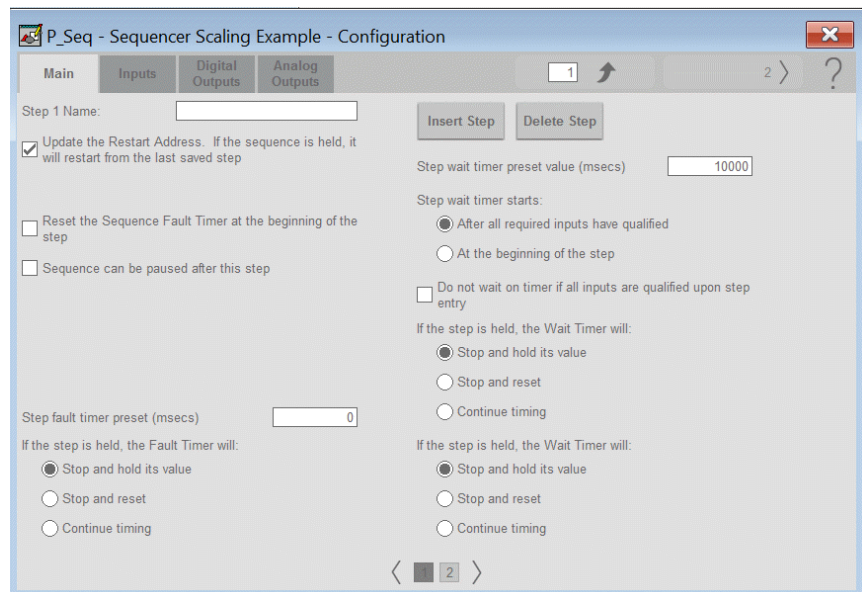 P_Seq - Sequencer Scaling Example - Configuration
Main
Inputs
Digital
Outputs
Analog
Outputs
1
2
?
Step 1 Name:
Update the Restart Address. If the sequence is held, it
will restart from the last saved step
Reset the Sequence Fault Timer at the beginning of the
step
Sequence can be paused after this step
Step fault timer preset (msecs)
0
If the step is held, the Fault Timer will:
Stop and hold its value
Stop and reset
Continue timing
Insert Step
Delete Step
Step wait timer preset value (msecs)
10000
Step wait timer starts:
After all required inputs have qualified
At the beginning of the step
Do not wait on timer if all inputs are qualified upon step
entry
If the step is held, the Wait Timer will:
Stop and hold its value
Stop and reset
Continue timing
If the step is held, the Wait Timer will:
Stop and hold its value
Stop and reset
Continue timing
1 2